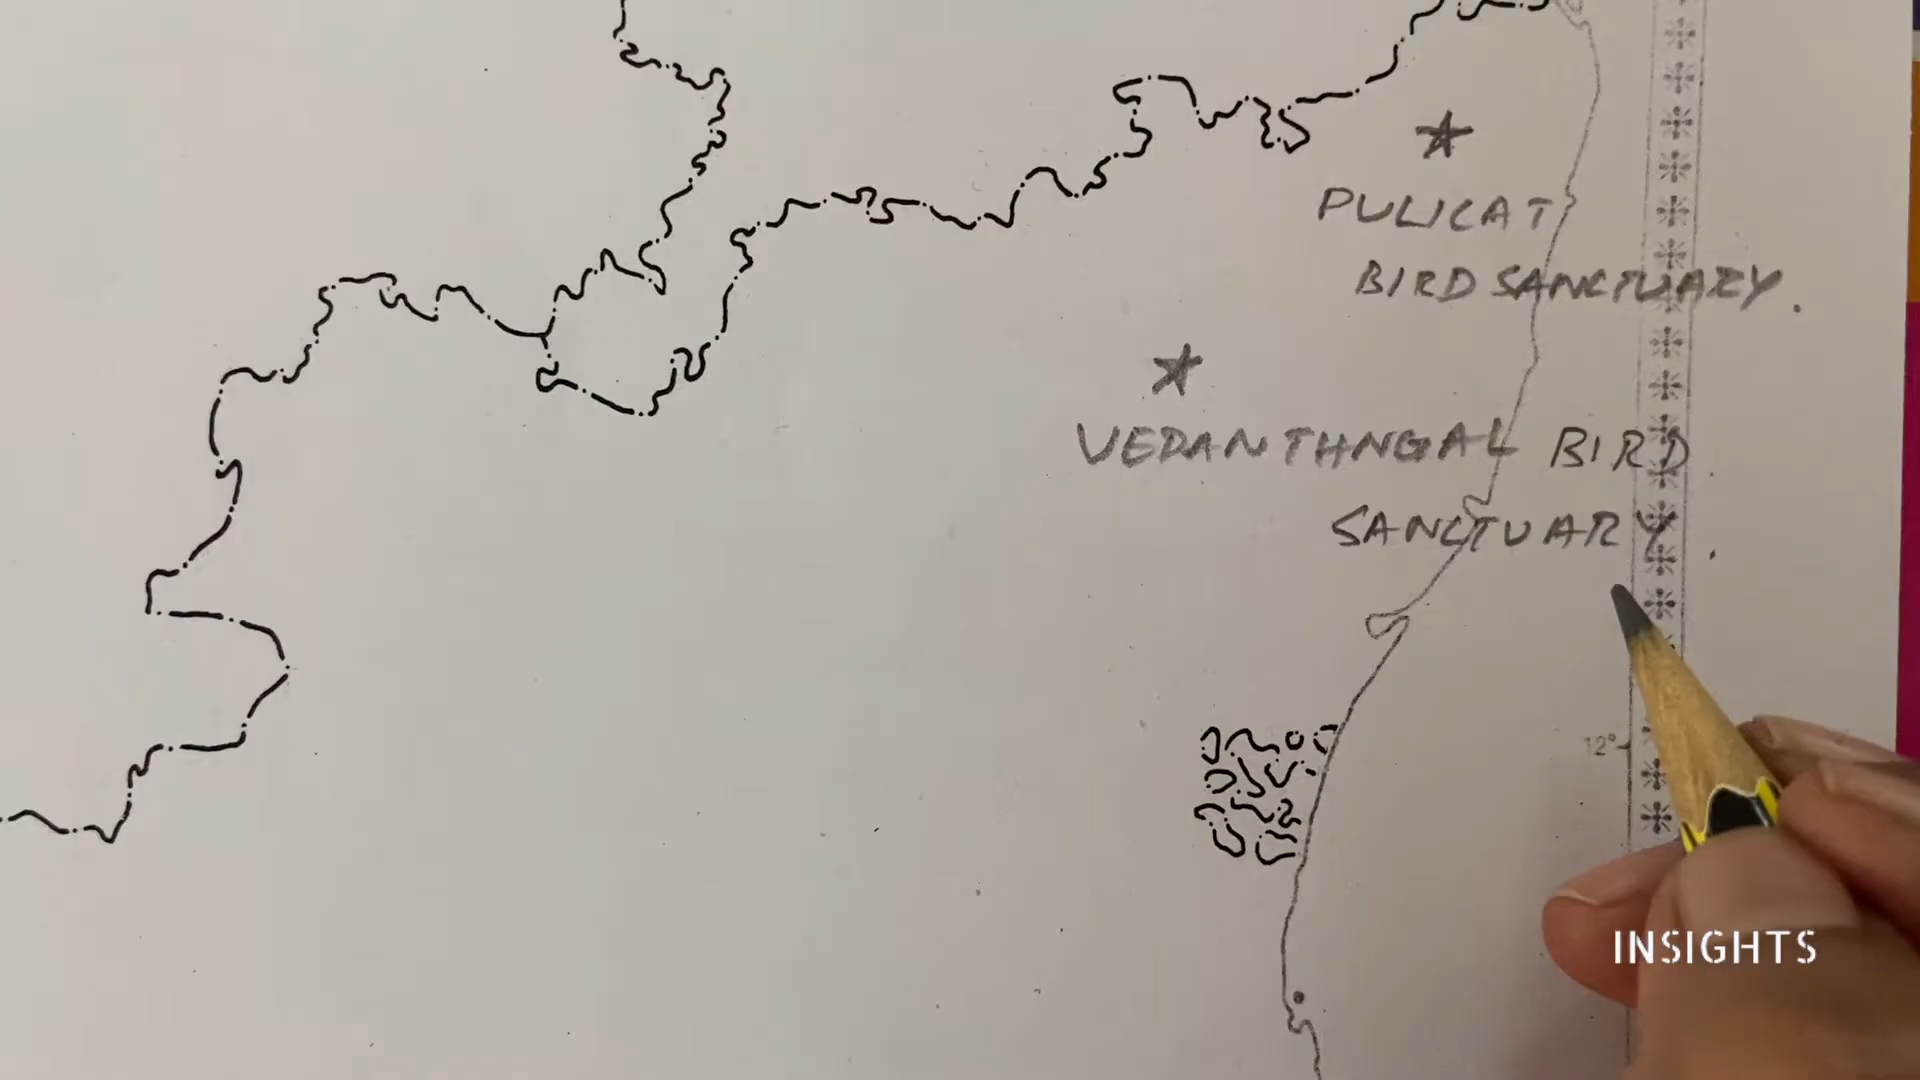 PULICAT
BIRD SANCTUARY.
VEDANTHNGAL BIRD
SANCTUARY.
12°
INSIGHTS